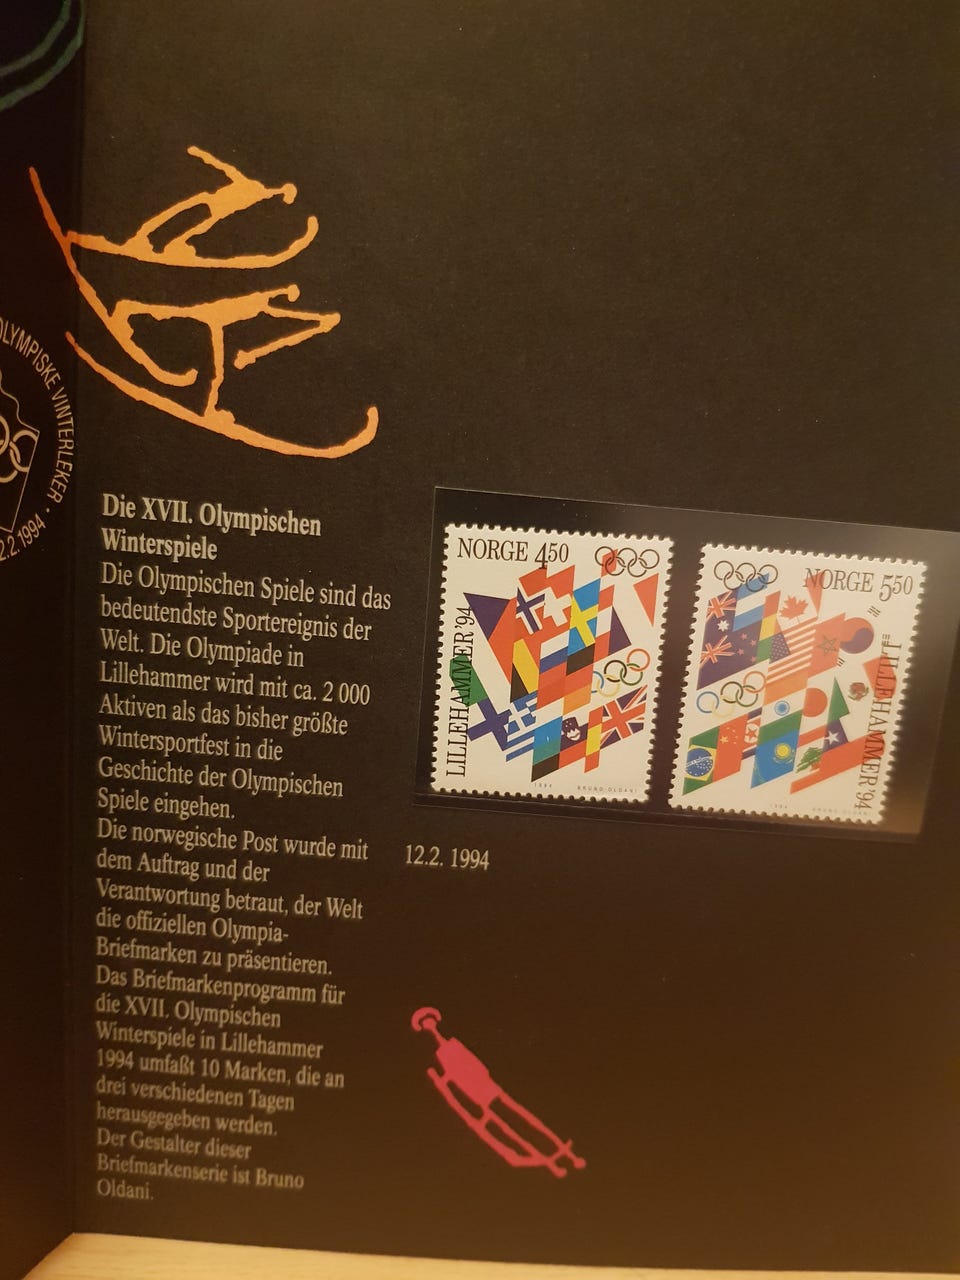 OLYMPISKE VINTERLEKER ·
2.2.1994 ·
Die XVII. Olympischen
Winterspiele
Die Olympischen Spiele sind das
bedeutendste Sportereignis der
Welt. Die Olympiade in
Lillehammer wird mit ca. 2 000
Aktiven als das bisher größte
Wintersportfest in die
Geschichte der Olympischen
Spiele eingehen.
Die norwegische Post wurde mit
dem Auftrag und der
Verantwortung betraut, der Welt
die offiziellen Olympia-
Briefmarken zu präsentieren.
Das Briefmarkenprogramm für
die XVII. Olympischen
Winterspiele in Lillehammer
1994 umfaßt 10 Marken, die an
drei verschiedenen Tagen
herausgegeben werden.
Der Gestalter dieser
Briefmarkenserie ist Bruno
Oldani.
NORGE 450
LILLEHAMMER'94
1994 BRUNO OLDANI
NORGE 550
LILLEHAMMER'94
1994 BRUNO OLDANI
12.2. 1994